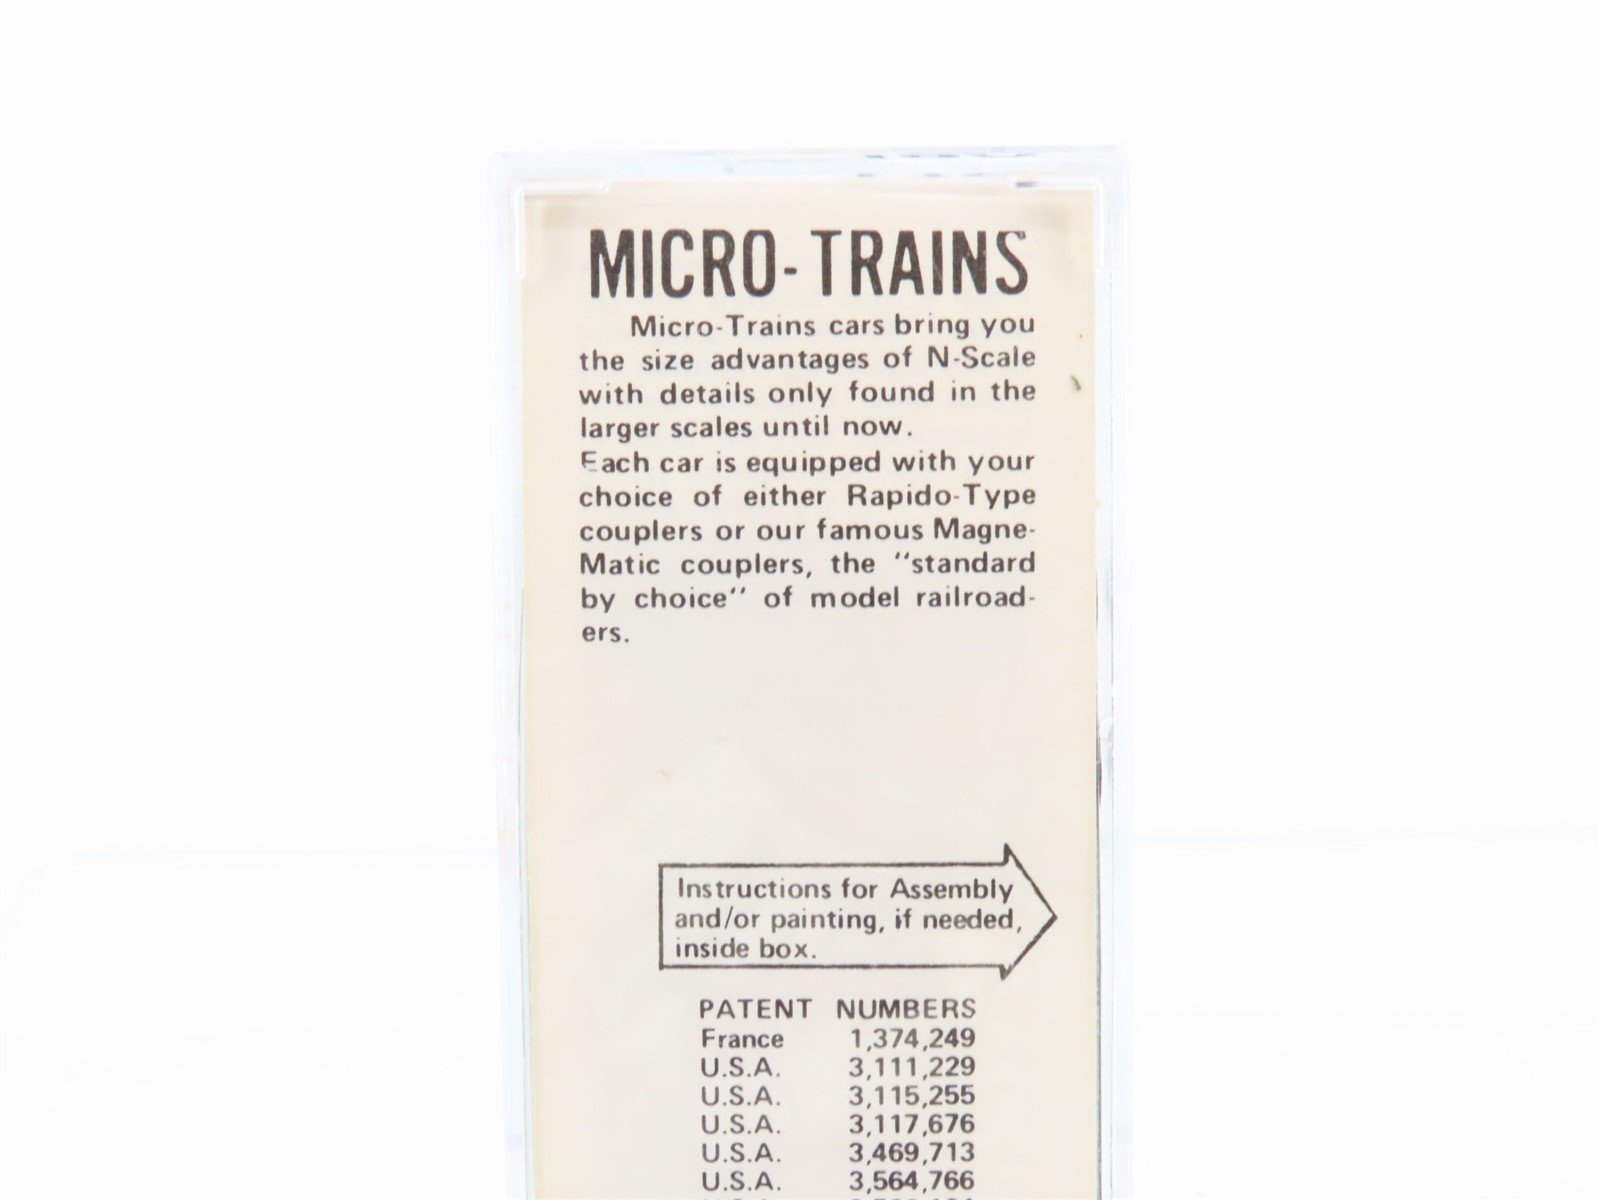 MICRO-TRAINS
Micro-Trains cars bring you
the size advantages of N-Scale
with details only found in the
larger scales until now.
Each car is equipped with your
choice of either Rapido-Type
couplers or our famous Magne-
Matic couplers, the "standard
by choice" of model railroad-
ers.
Instructions for Assembly
and/or painting, if needed,
inside box.
PATENT NUMBERS
France 1,374,249
U.S.A. 3,111,229
U.S.A. 3,115,255
U.S.A. 3,117,676
U.S.A. 3,469,713
U.S.A. 3,564,766